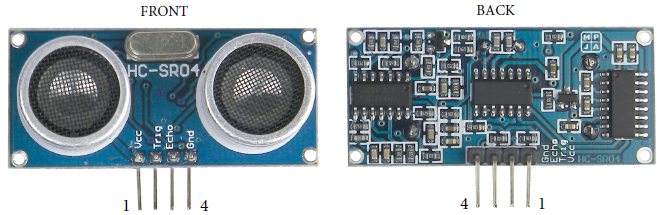 FRONT
HC-SR04
Vcc
Trig
Echo
Gnd
1 4
BACK
M P
J A
Gnd
Echo
Trig
Vcc
HC-SR04
4 1